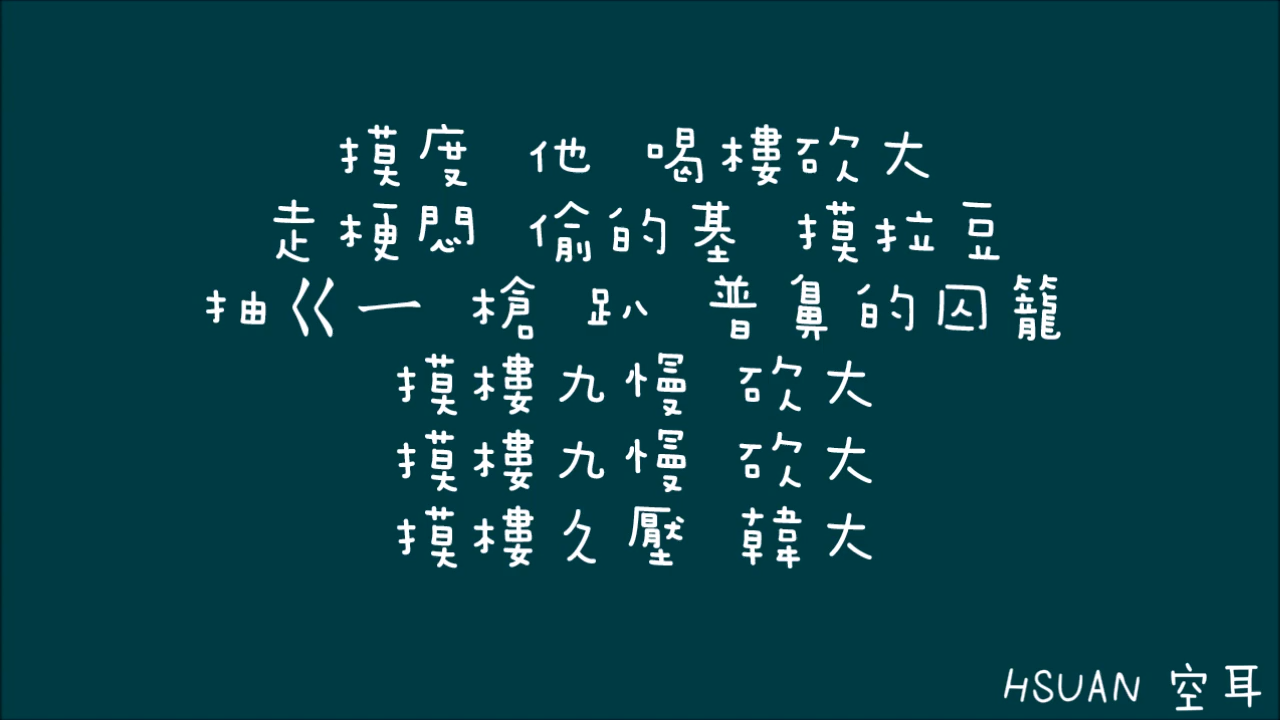 摸度 他 喝樓砍大
走梗悶 偷的基 摸拉豆
抽ㄍ一 槍 趴 普鼻的囚籠
摸樓九慢 砍大
摸樓九慢 砍大
摸樓久壓 韓大
HSUAN 空耳